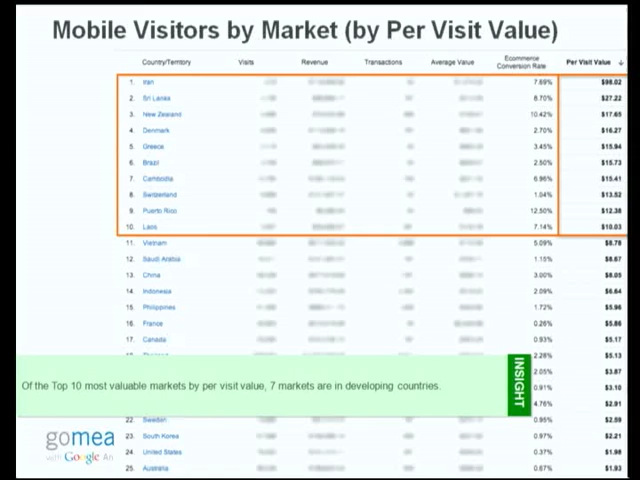 Mobile Visitors by Market (by Per Visit Value)
Country/Territory Visits Revenue Transactions Average Value Ecommerce Conversion Rate Per Visit Value ↓
1. Iran 7.69% $98.02
2. Sri Lanka 8.70% $27.22
3. New Zealand 10.42% $17.65
4. Denmark 2.70% $16.27
5. Greece 3.45% $15.94
6. Brazil 2.50% $15.73
7. Cambodia 6.96% $15.41
8. Switzerland 1.04% $13.52
9. Puerto Rico 12.50% $12.38
10. Laos 7.14% $10.03
11. Vietnam 5.09% $8.78
12. Saudi Arabia 1.15% $8.67
13. China 3.00% $8.05
14. Indonesia 2.09% $6.64
15. Philippines 1.72% $5.96
16. France 0.26% $5.86
17. Canada 0.93% $5.17
2.26% $5.13
2.05% $3.87
Of the Top 10 most valuable markets by per visit value, 7 markets are in developing countries.
INSIGHT
0.91% $3.10
4.76% $2.91
22. Sweden 0.95% $2.59
23. South Korea 0.97% $2.21
24. United States 0.37% $1.98
25. Australia 0.67% $1.93
gomea
with Google An